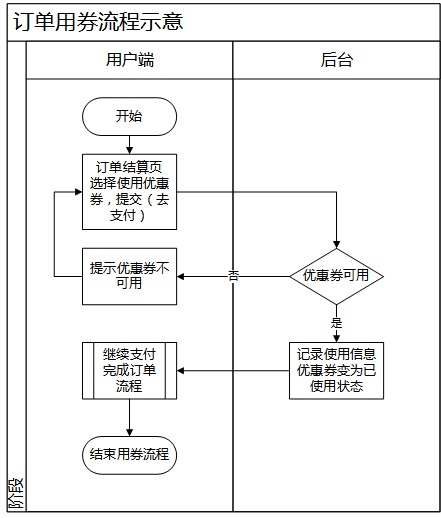 订单用券流程示意
用户端
后台
开始
订单结算页
选择使用优惠
券，提交（去
支付）
提示优惠券不
可用
否
优惠券可用
是
继续支付
完成订单
流程
记录使用信息
优惠券变为已
使用状态
结束用券流程
阶段